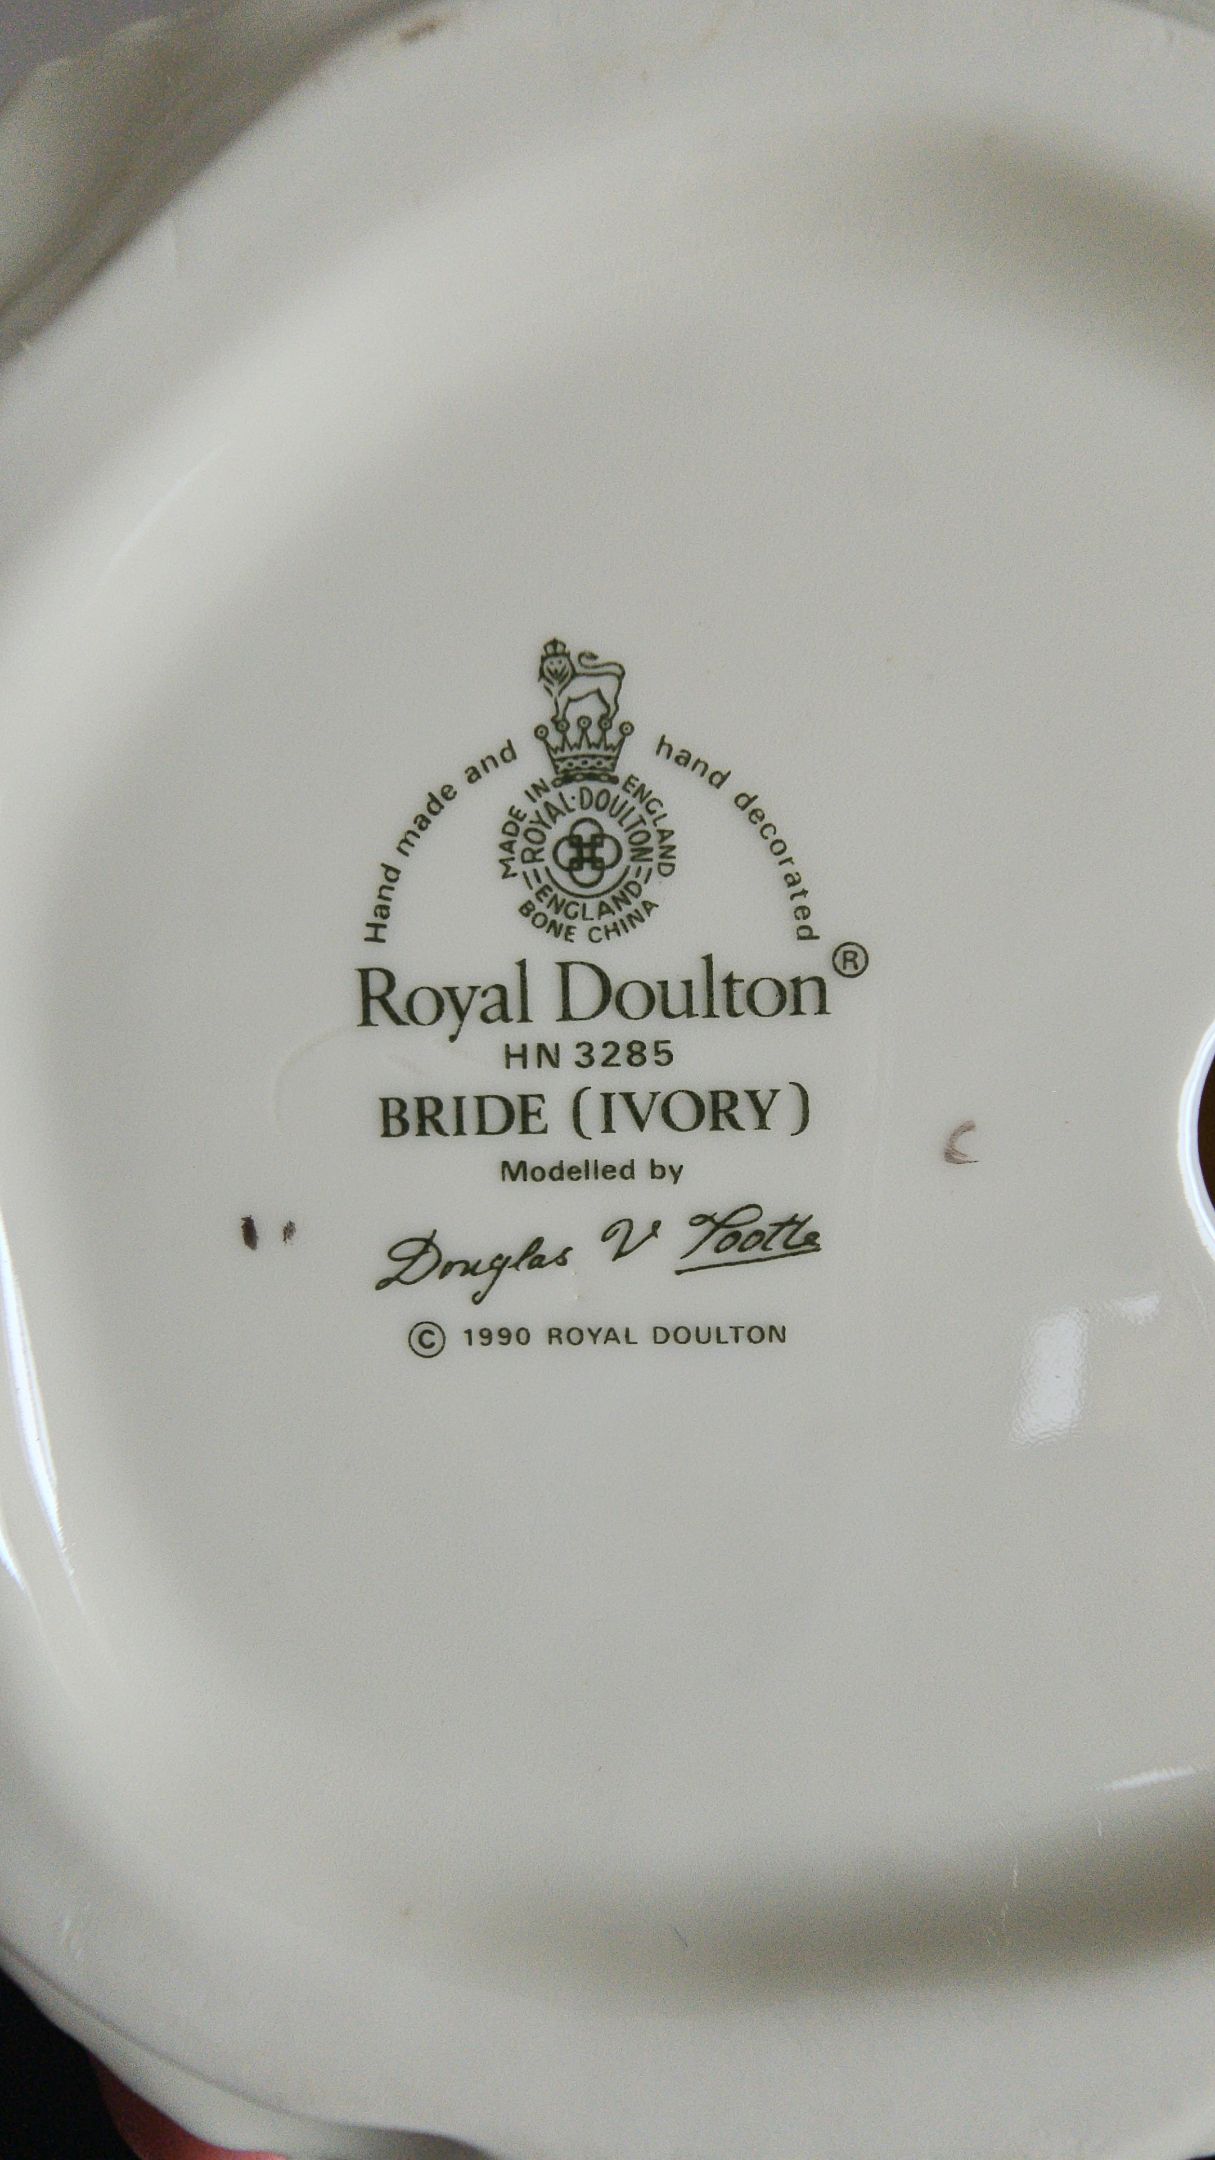 Hand made and hand decorated
MADE IN ENGLAND
ROYAL·DOULTON
ENGLAND
BONE CHINA
Royal Doulton®
HN 3285
BRIDE (IVORY)
Modelled by
Douglas V Tootle
© 1990 ROYAL DOULTON